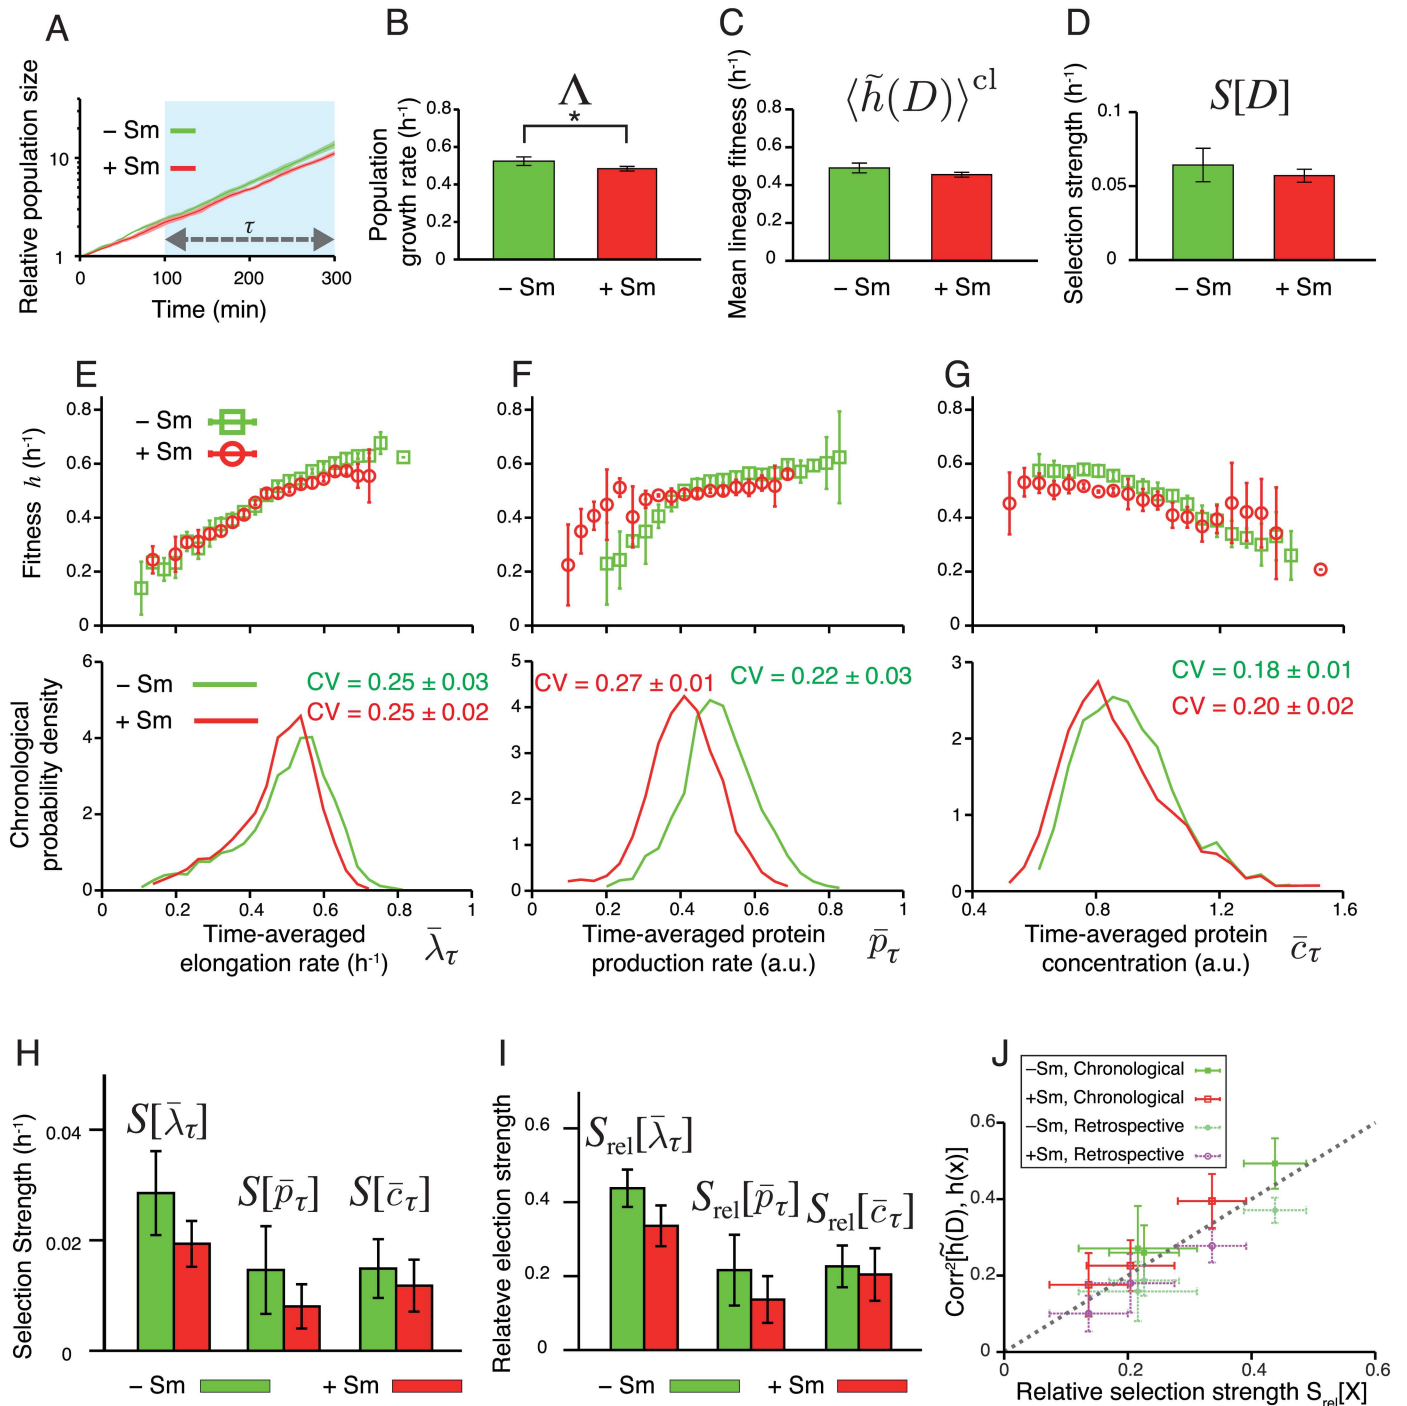 A
Relative population size
– Sm
+ Sm
10
1
τ
0
100
200
300
Time (min)
B
Population
growth rate (h⁻¹)
Λ
*
0.8
0.6
0.4
0.2
0
– Sm
+ Sm
C
Mean lineage fitness (h⁻¹)
⟨h̃(D)⟩ᶜˡ
0.8
0.6
0.4
0.2
0
– Sm
+ Sm
D
Selection strength (h⁻¹)
S[D]
0.1
0.05
0
– Sm
+ Sm
E
Fitness h (h⁻¹)
– Sm
+ Sm
0.8
0.6
0.4
0.2
0
F
0.8
0.6
0.4
0.2
0
G
0.8
0.6
0.4
0.2
0
Chronological
probability density
– Sm
+ Sm
CV = 0.25 ± 0.03
CV = 0.25 ± 0.02
6
4
2
0
0
0.2
0.4
0.6
0.8
1
Time-averaged
elongation rate (h⁻¹)
λ̄τ
CV = 0.27 ± 0.01
CV = 0.22 ± 0.03
5
4
3
2
1
0
0
0.2
0.4
0.6
0.8
1
Time-averaged protein
production rate (a.u.)
p̄τ
CV = 0.18 ± 0.01
CV = 0.20 ± 0.02
3
2
1
0
0.4
0.8
1.2
1.6
Time-averaged protein
concentration (a.u.)
c̄τ
H
Selection Strength (h⁻¹)
S[λ̄τ]
S[p̄τ]
S[c̄τ]
0.04
0.02
0
– Sm
+ Sm
I
Relateive election strength
Srel[λ̄τ]
Srel[p̄τ]
Srel[c̄τ]
0.6
0.4
0.2
0
– Sm
+ Sm
J
–Sm, Chronological
+Sm, Chronological
–Sm, Retrospective
+Sm, Retrospective
Corr²[h̃(D), h(x)]
0.6
0.4
0.2
0
0
0.2
0.4
0.6
Relative selection strength Srel[X]